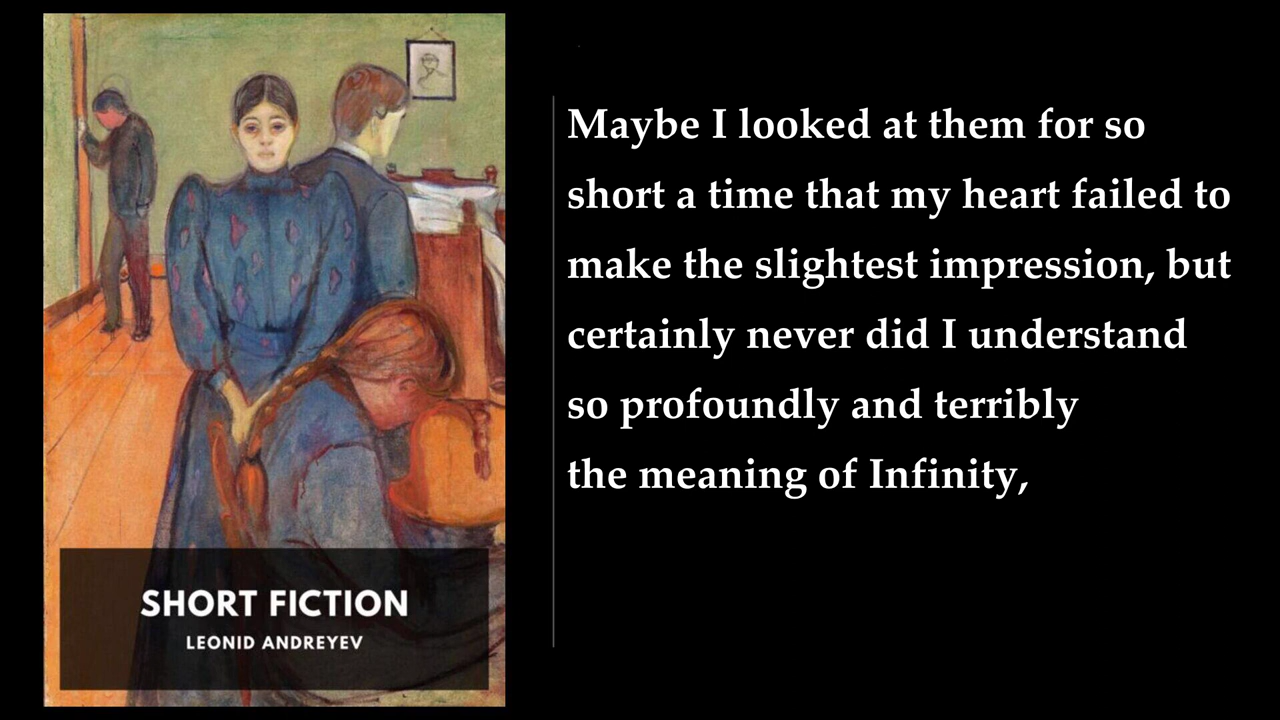 SHORT FICTION
LEONID ANDREYEV
Maybe I looked at them for so
short a time that my heart failed to
make the slightest impression, but
certainly never did I understand
so profoundly and terribly
the meaning of Infinity,